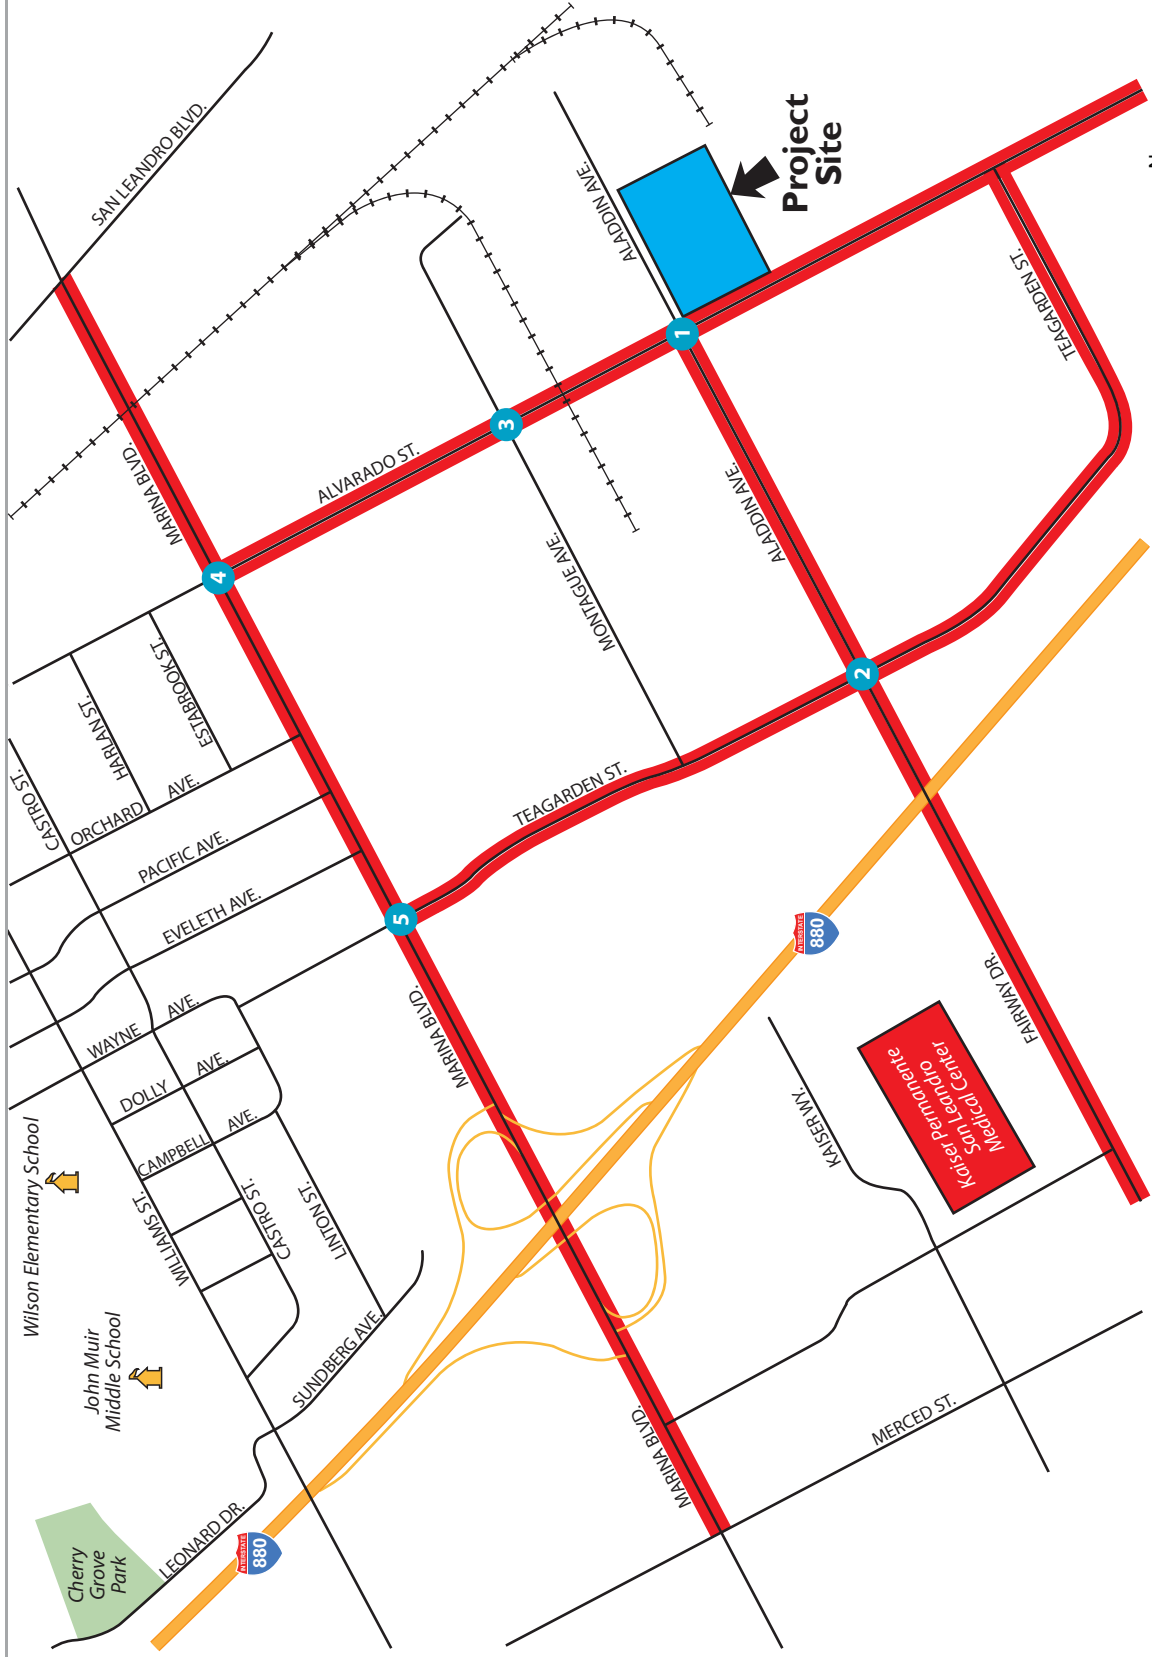 SAN LEANDRO BLVD.
MARINA BLVD.
ALVARADO ST.
ALADDIN AVE.
Project
Site
TEAGARDEN ST.
1
3
4
MONTAGUE AVE.
ALADDIN AVE.
2
ESTABROOK ST.
HARLAN ST.
CASTRO ST.
ORCHARD AVE.
PACIFIC AVE.
EVELETH AVE.
TEAGARDEN ST.
5
INTERSTATE
880
WAYNE AVE.
DOLLY AVE.
CAMPBELL AVE.
MARINA BLVD.
FAIRWAY DR.
KAISER WY.
Kaiser Permanente
San Leandro
Medical Center
Wilson Elementary School
WILLIAMS ST.
CASTRO ST.
LINTON ST.
John Muir
Middle School
SUNDBERG AVE.
MARINA BLVD.
MERCED ST.
LEONARD DR.
INTERSTATE
880
Cherry
Grove
Park